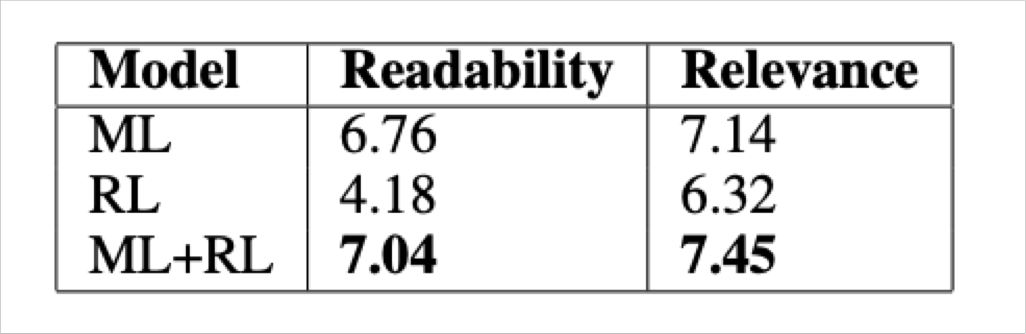 Model Readability Relevance
ML 6.76 7.14
RL 4.18 6.32
ML+RL 7.04 7.45